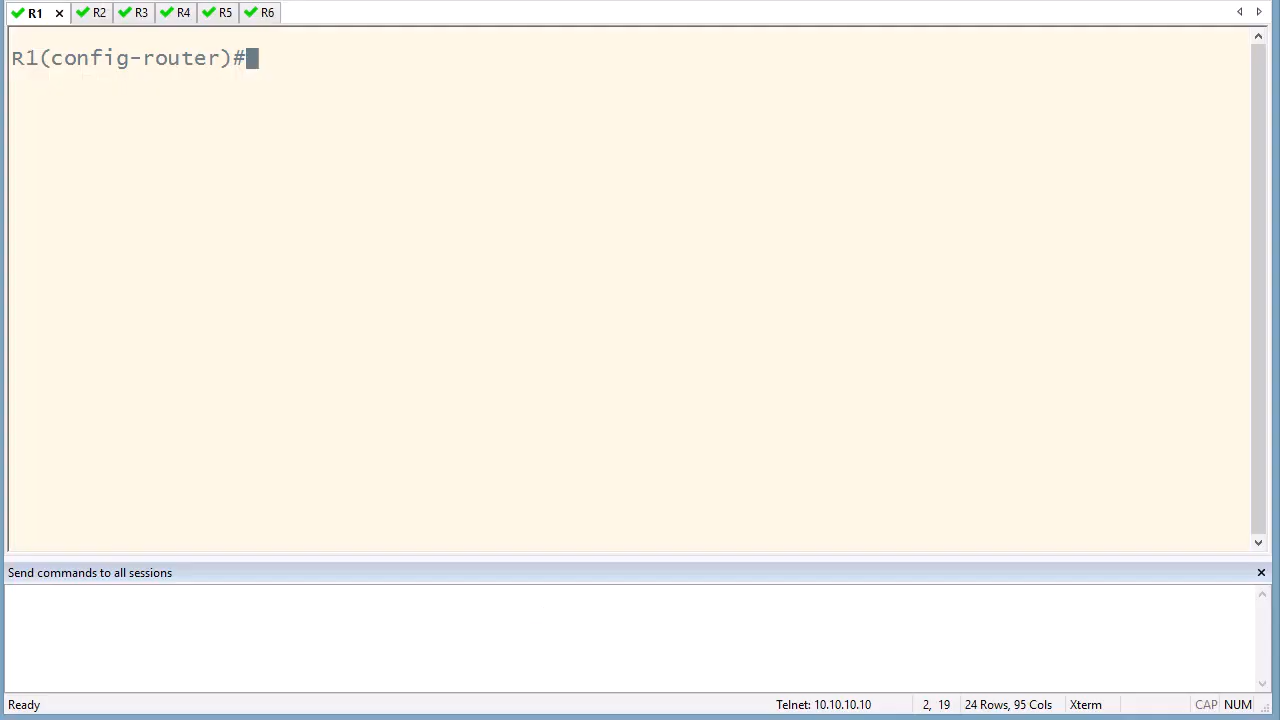 R1 R2 R3 R4 R5 R6
R1(config-router)#
Send commands to all sessions
Ready Telnet: 10.10.10.10 2, 19 24 Rows, 95 Cols Xterm CAP NUM